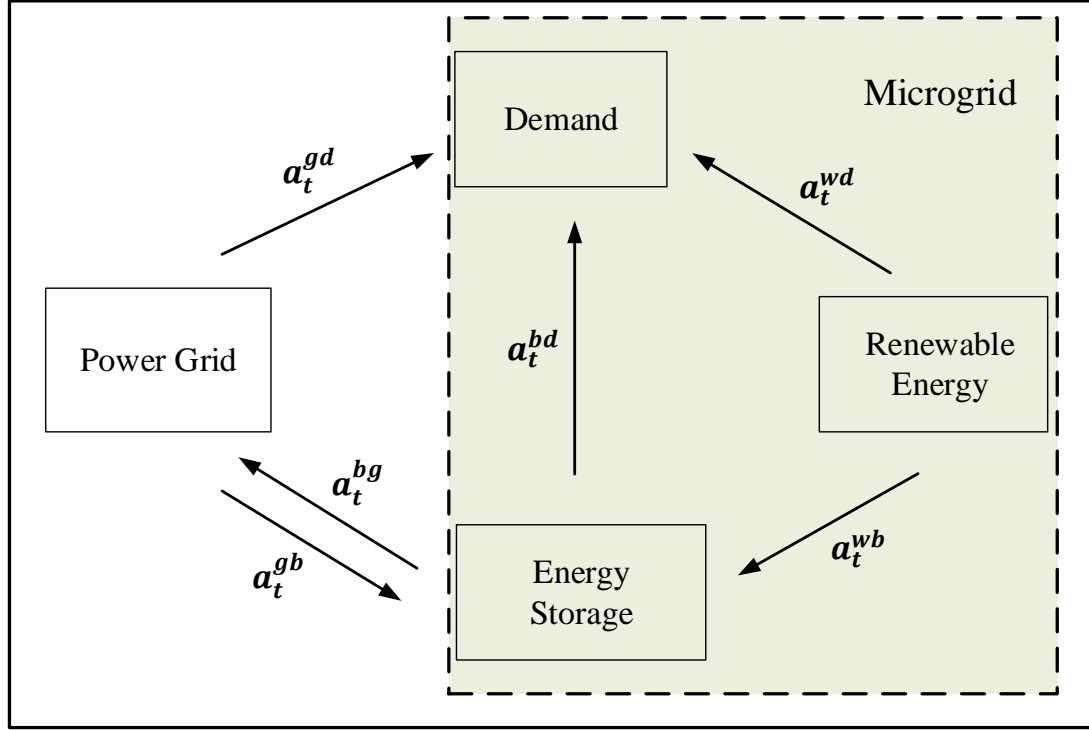 Demand
Microgrid
a_t^{gd}
a_t^{wd}
Power Grid
a_t^{bd}
Renewable
Energy
a_t^{bg}
a_t^{gb}
a_t^{wb}
Energy
Storage